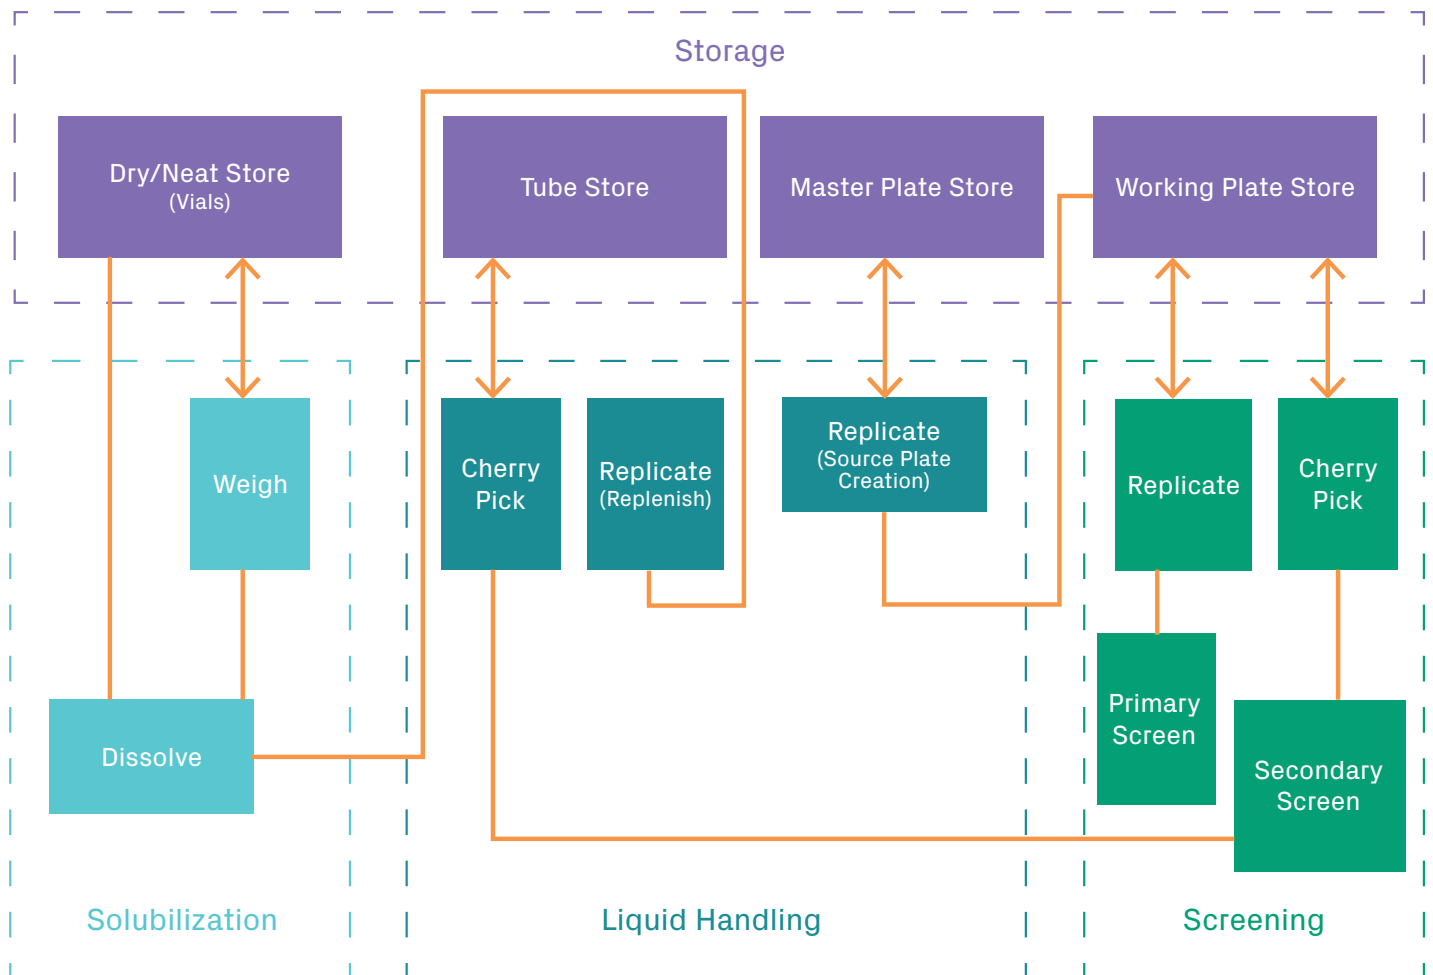 Storage
Dry/Neat Store
(Vials)
Tube Store
Master Plate Store
Working Plate Store
Weigh
Cherry
Pick
Replicate
(Replenish)
Replicate
(Source Plate
Creation)
Replicate
Cherry
Pick
Dissolve
Primary
Screen
Secondary
Screen
Solubilization
Liquid Handling
Screening